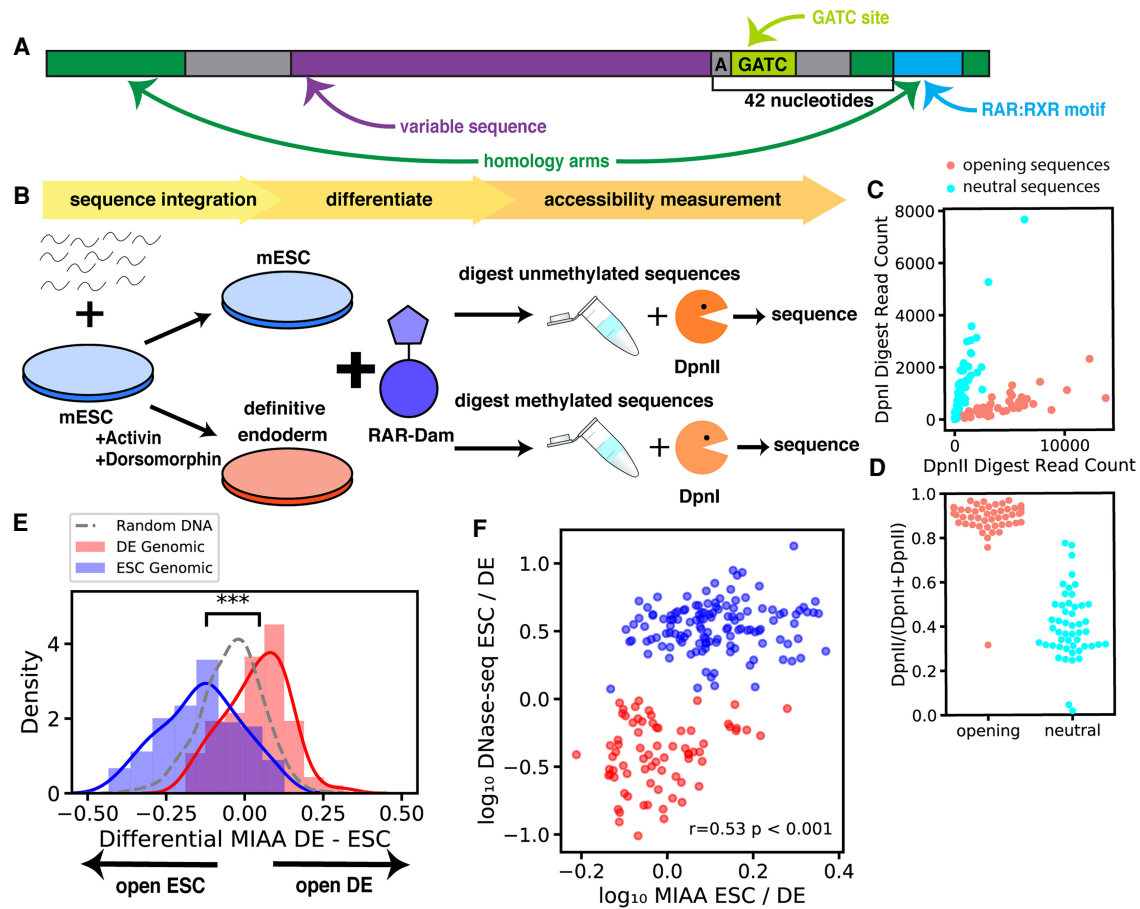 A
GATC site
A
GATC
42 nucleotides
variable sequence
RAR:RXR motif
homology arms
B
sequence integration
differentiate
accessibility measurement
mESC
+
mESC
+Activin
+Dorsomorphin
definitive
endoderm
+
RAR-Dam
digest unmethylated sequences
+
sequence
DpnII
digest methylated sequences
+
sequence
DpnI
opening sequences
neutral sequences
C
DpnI Digest Read Count
8000
6000
4000
2000
0
0
10000
DpnII Digest Read Count
D
DpnII/(DpnI+DpnII)
1.0
0.8
0.6
0.4
0.2
0.0
opening
neutral
E
Random DNA
DE Genomic
ESC Genomic
***
Density
4
2
0
−0.50
−0.25
0.00
0.25
0.50
Differential MIAA DE - ESC
open ESC
open DE
F
log₁₀ DNase-seq ESC / DE
1.0
0.5
0.0
−0.5
−1.0
r=0.53 p < 0.001
−0.2
0.0
0.2
0.4
log₁₀ MIAA ESC / DE